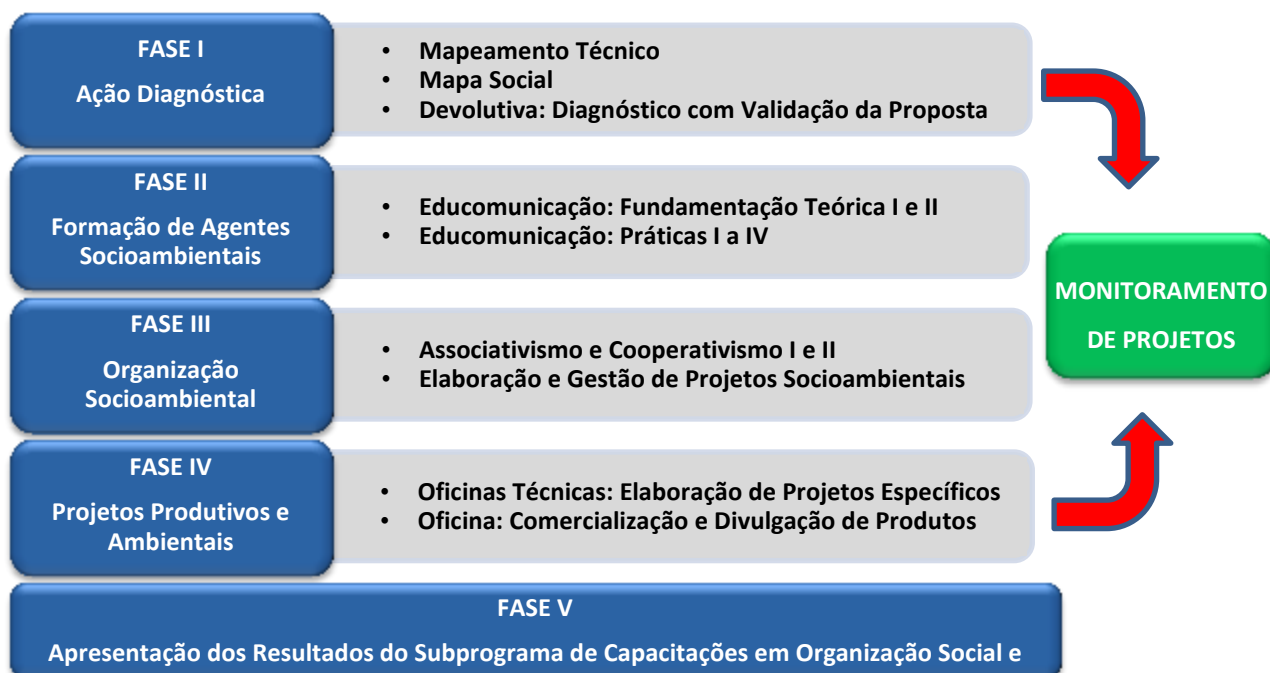 FASE I
Ação Diagnóstica
• Mapeamento Técnico
• Mapa Social
• Devolutiva: Diagnóstico com Validação da Proposta
FASE II
Formação de Agentes
Socioambientais
• Educomunicação: Fundamentação Teórica I e II
• Educomunicação: Práticas I a IV
MONITORAMENTO
DE PROJETOS
FASE III
Organização
Socioambiental
• Associativismo e Cooperativismo I e II
• Elaboração e Gestão de Projetos Socioambientais
FASE IV
Projetos Produtivos e
Ambientais
• Oficinas Técnicas: Elaboração de Projetos Específicos
• Oficina: Comercialização e Divulgação de Produtos
FASE V
Apresentação dos Resultados do Subprograma de Capacitações em Organização Social e